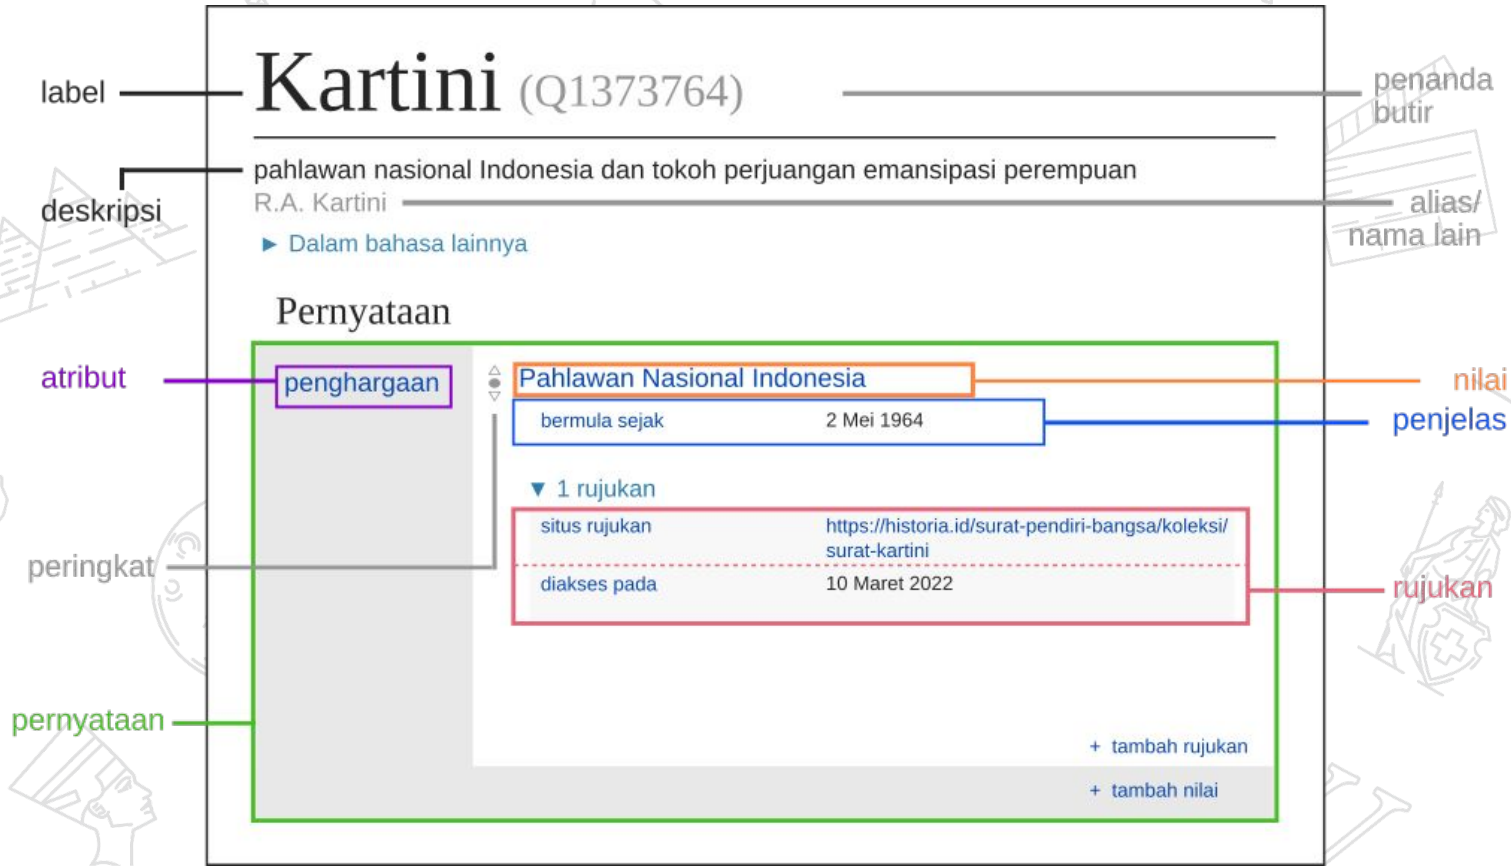 label
Kartini (Q1373764)
penanda
butir
deskripsi
pahlawan nasional Indonesia dan tokoh perjuangan emansipasi perempuan
R.A. Kartini
alias/
nama lain
► Dalam bahasa lainnya
Pernyataan
atribut
penghargaan
Pahlawan Nasional Indonesia
nilai
bermula sejak 2 Mei 1964
penjelas
▼ 1 rujukan
situs rujukan https://historia.id/surat-pendiri-bangsa/koleksi/
surat-kartini
peringkat
diakses pada 10 Maret 2022
rujukan
pernyataan
+ tambah rujukan
+ tambah nilai